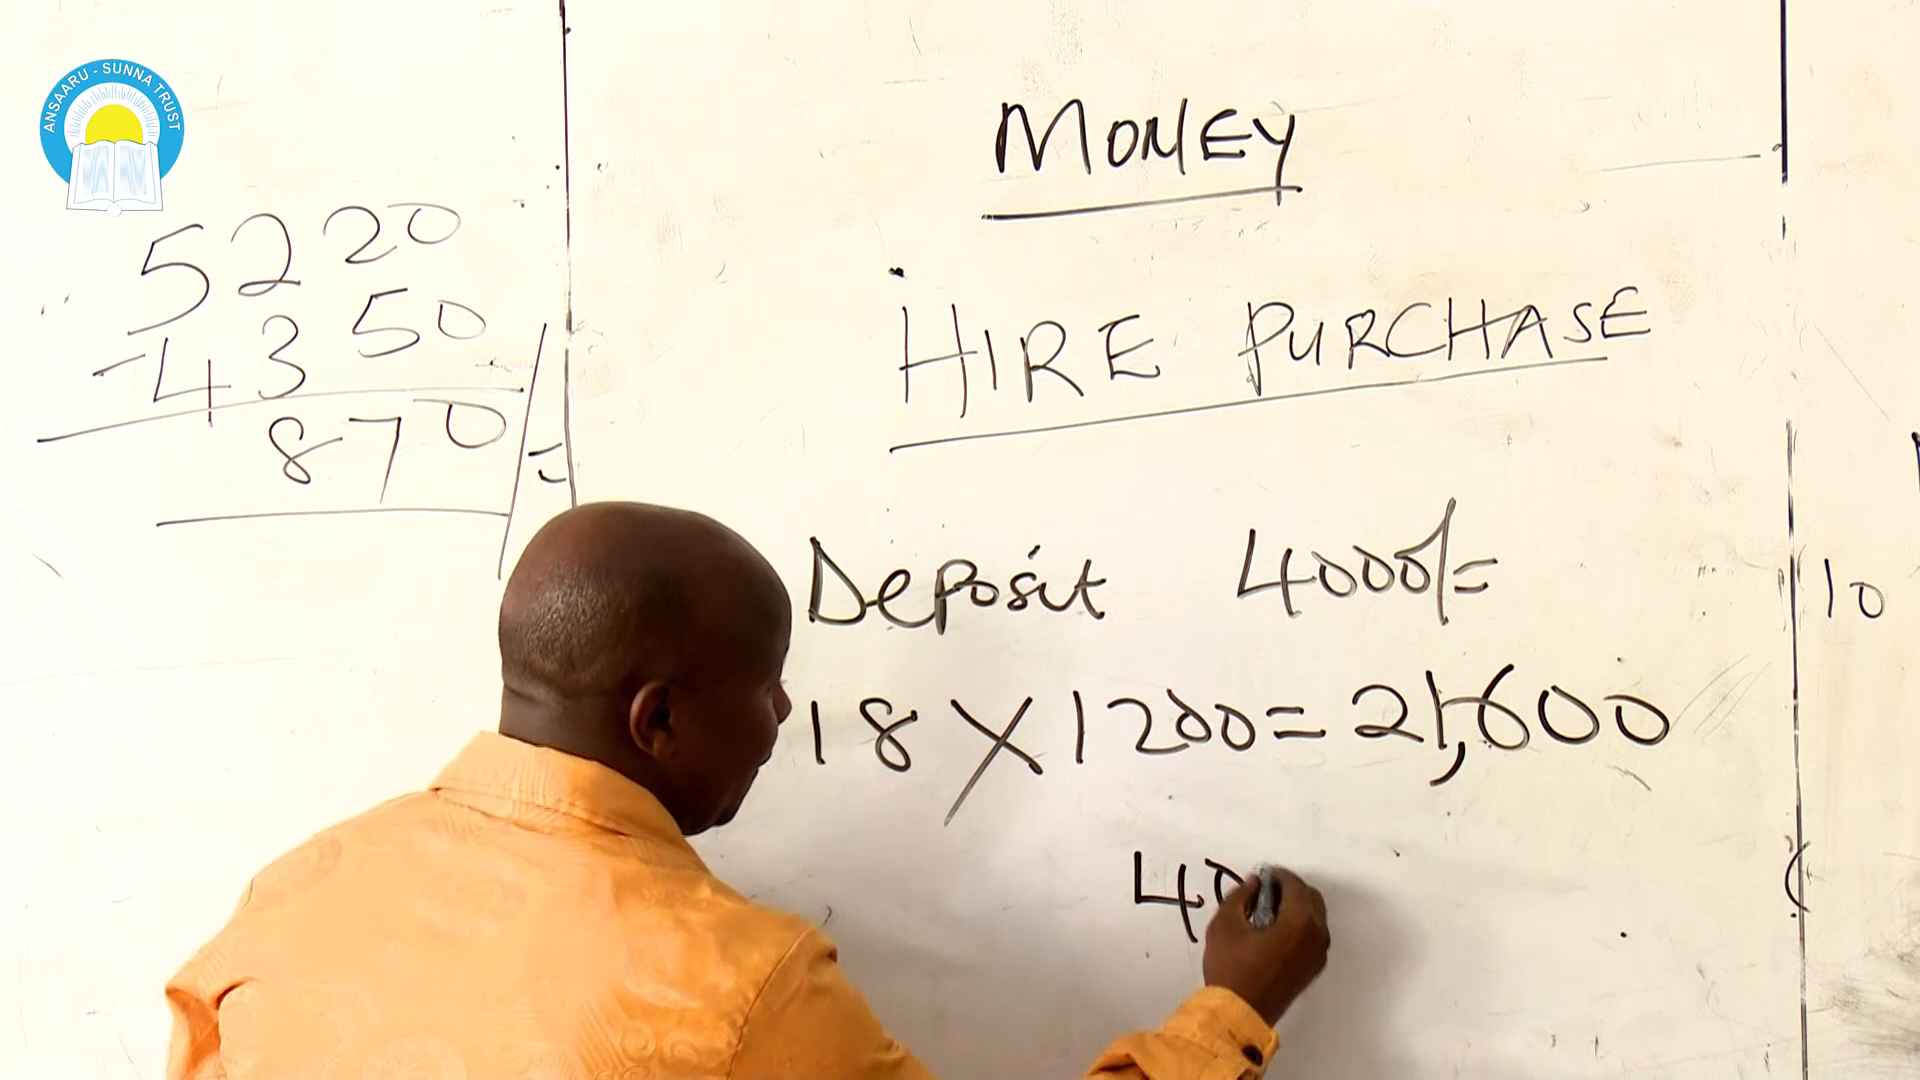 ANSAARU - SUNNA TRUST
5220
-4350
870/=
MONEY
HIRE PURCHASE
Deposit 4000/=
18 X 1200 = 21,600
40
10